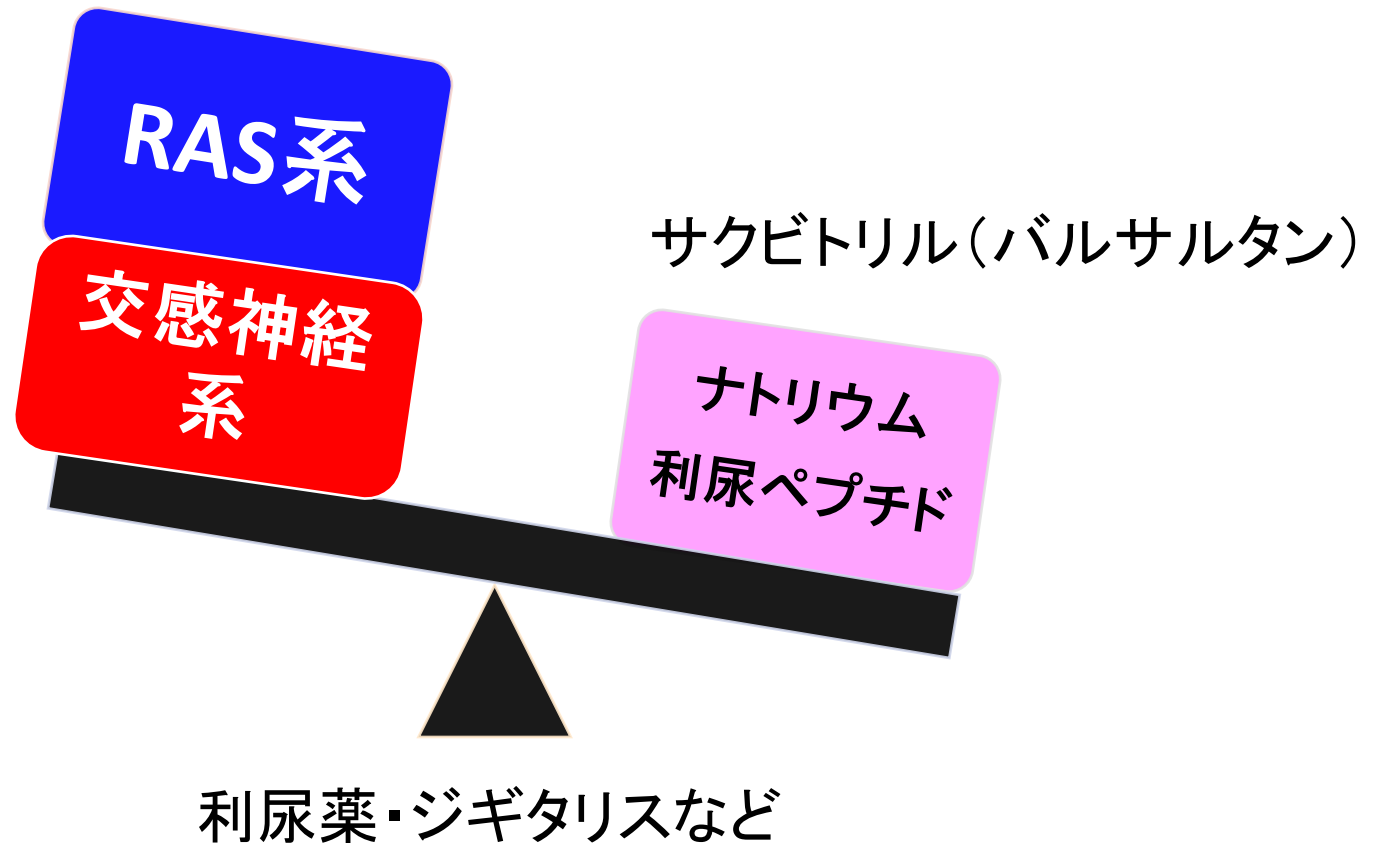 RAS系
交感神経
系
サクビトリル（バルサルタン）
ナトリウム
利尿ペプチド
利尿薬・ジギタリスなど